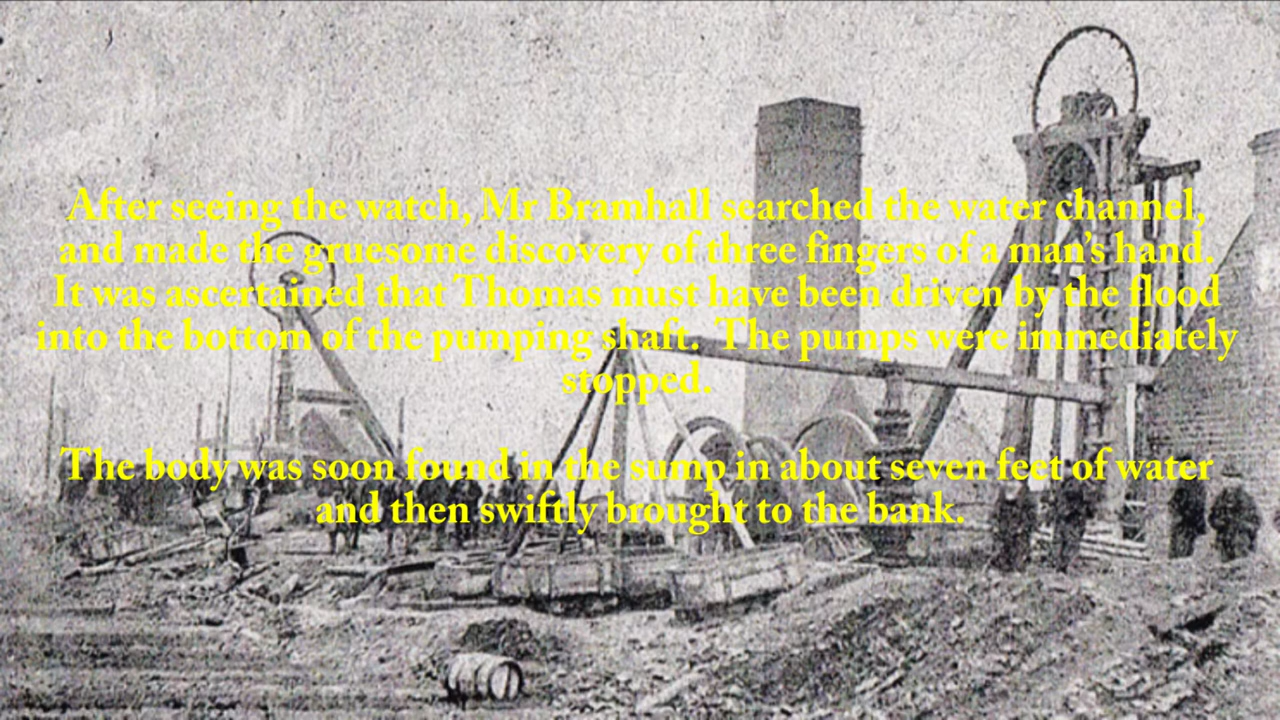 After seeing the watch, Mr Bramhall searched the water channel,
and made the gruesome discovery of three fingers of a man’s hand.
It was ascertained that Thomas must have been driven by the flood
into the bottom of the pumping shaft.  The pumps were immediately
stopped.
The body was soon found in the sump in about seven feet of water
and then swiftly brought to the bank.